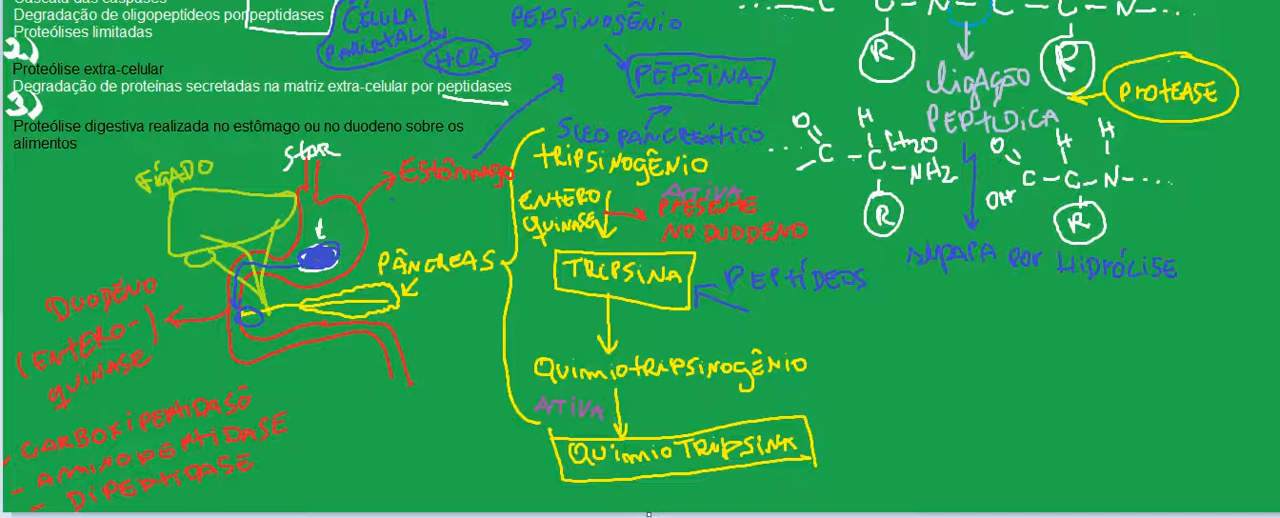 Cascata das caspases
Degradação de oligopeptídeos por peptidases
Proteólises limitadas
2)
Proteólise extra-celular
Degradação de proteínas secretadas na matriz extra-celular por peptidases
3)
Proteólise digestiva realizada no estômago ou no duodeno sobre os
alimentos
CÉLULA
PARIETAL
HCl
PEPSINOGÊNIO
PEPSINA
SUCO PANCREÁTICO
FÍGADO
ESTÔMAGO
PÂNCREAS
DUODENO
(ENTERO-
QUINASE)
- CARBOXIPEPTIDASE
- AMINOPEPTIDASE
- DIPEPTIDASE
TRIPSINOGÊNIO
ENTERO
QUINASE
ATIVA
PRESENTE
NO DUODENO
TRIPSINA
PEPTÍDEOS
QUIMIOTRIPSINOGÊNIO
ATIVA
QUIMIOTRIPSINA
C C - N - C - C - N - ....
R R
LIGAÇÃO
PEPTÍDICA
PROTEASE
O H H2O O H H
... - C - C - NH2 OH C - C - N - ....
R R
SEPARA POR HIDRÓLISE